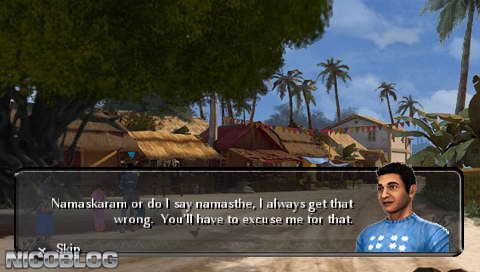 Namaskaram or do I say namasthe, I always get that
wrong. You'll have to excuse me for that.
Skip
NICOBLOG